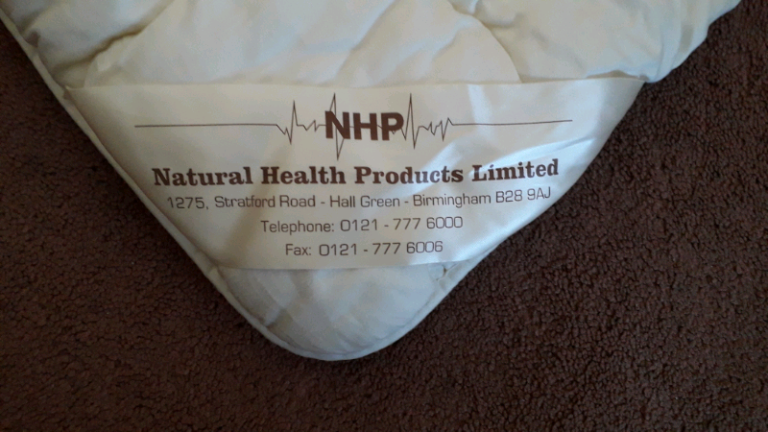 NHP
Natural Health Products Limited
1275, Stratford Road - Hall Green - Birmingham B28 9AJ
Telephone: 0121 - 777 6000
Fax: 0121 - 777 6006